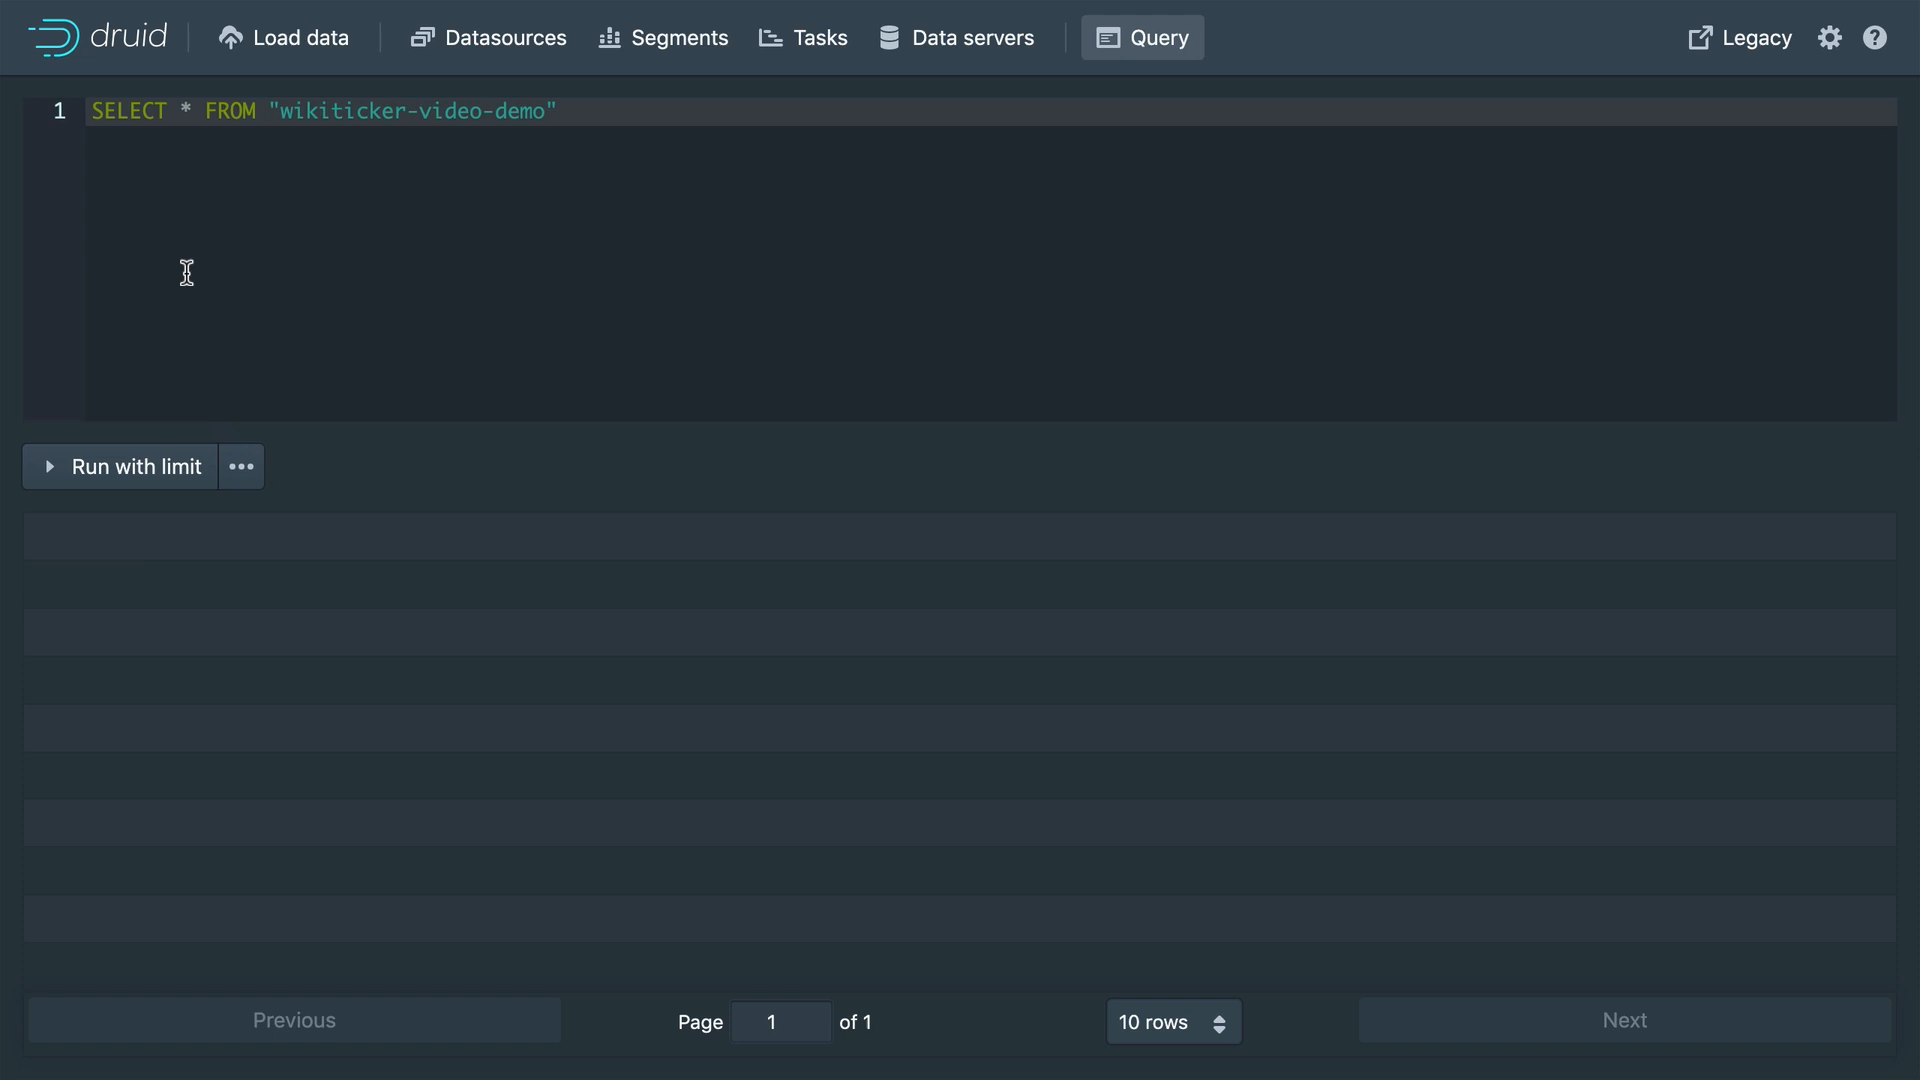 druid Load data Datasources Segments Tasks Data servers Query Legacy
1 SELECT * FROM "wikiticker-video-demo"
Run with limit
Previous Page 1 of 1 10 rows Next